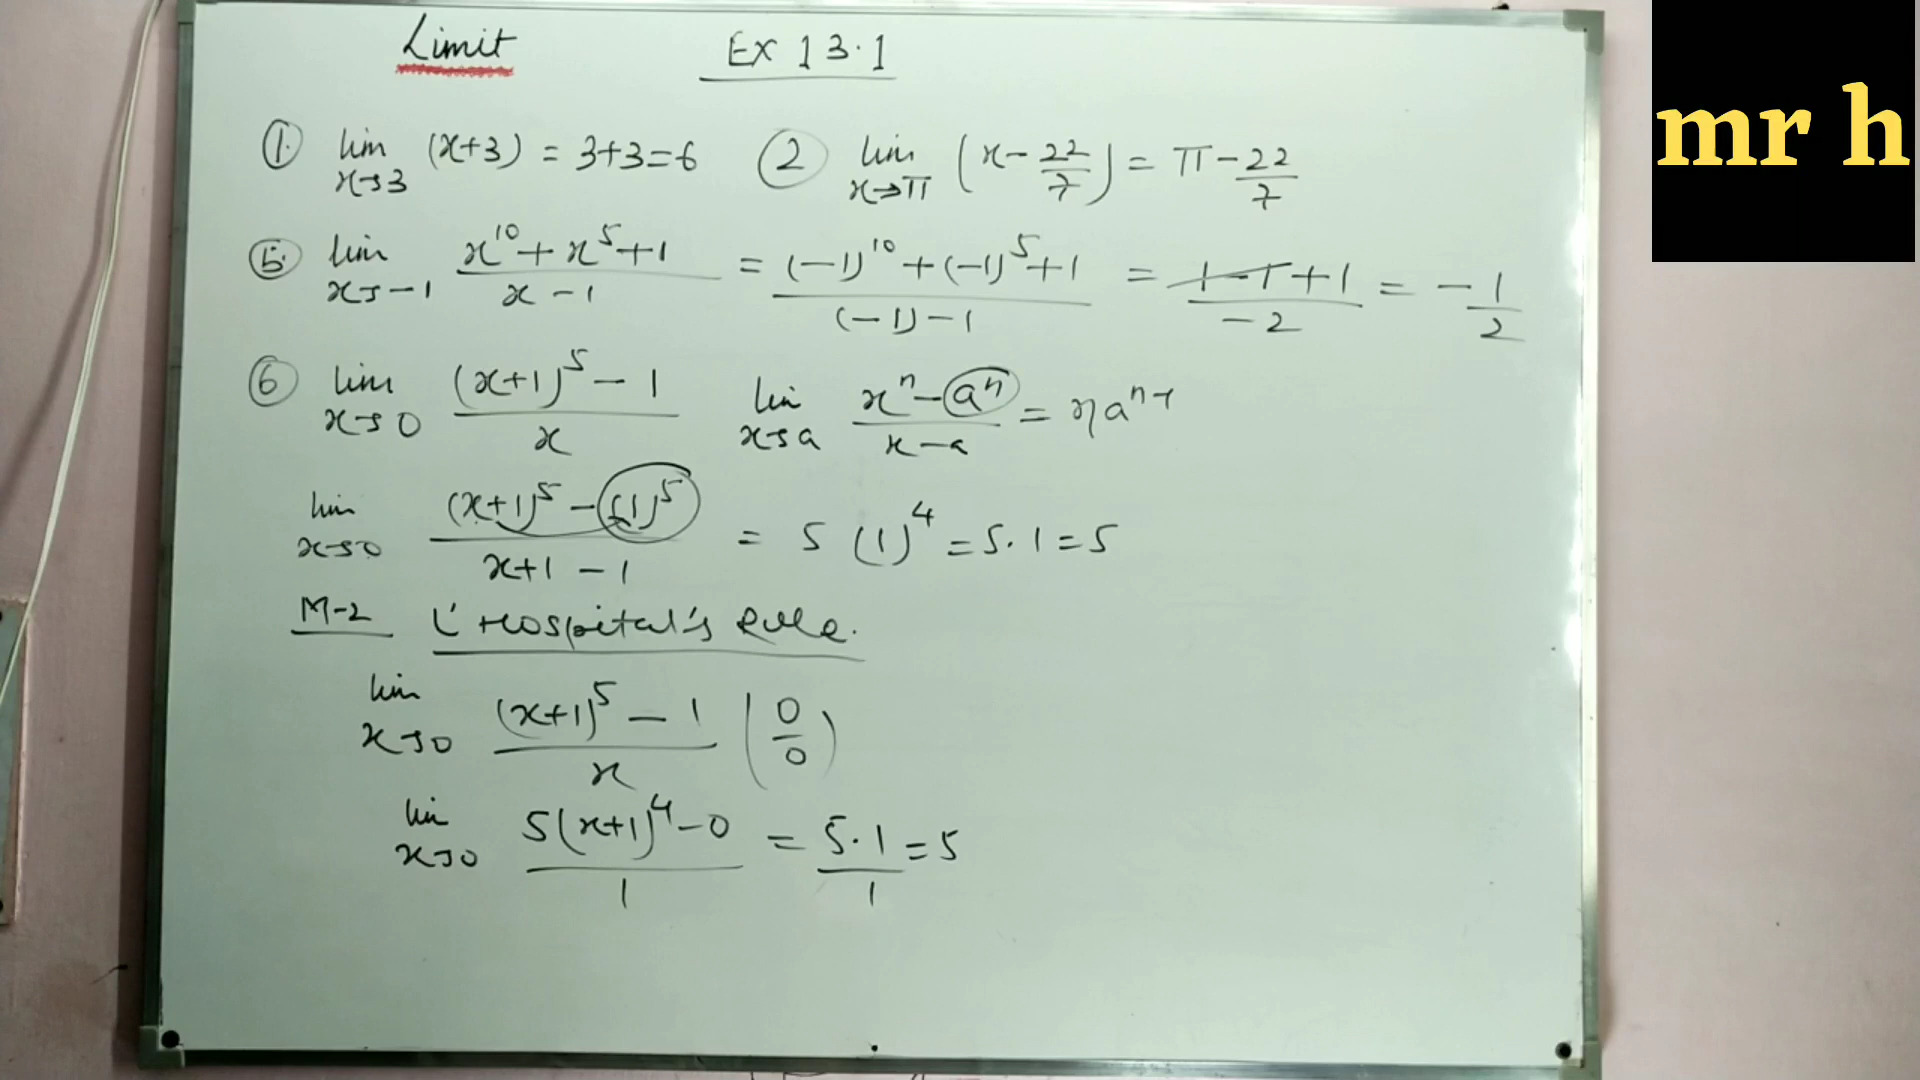 Limit Ex 13.1
① lim x→3 (x+3) = 3+3=6 ② lim x→π (x-22/7) = π-22/7
⑤ lim x→-1 (x^10+x^5+1)/(x-1) = ((-1)^10+(-1)^5+1)/((-1)-1) = (1-1+1)/(-2) = -1/2
⑥ lim x→0 ((x+1)^5-1)/x lim x→a (x^n-a^n)/(x-a) = na^n-1
lim x→0 ((x+1)^5-(1)^5)/(x+1-1) = 5(1)^4=5.1=5
M-2 L'Hospital's Rule.
lim x→0 ((x+1)^5-1)/x (0/0)
lim x→0 (5(x+1)^4-0)/1 = 5.1/1=5
mr h